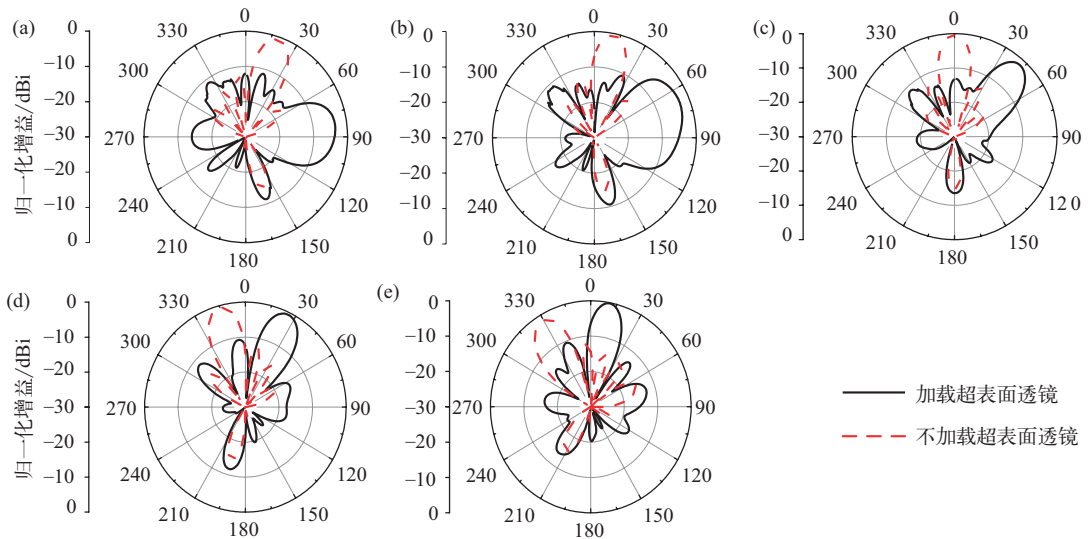 (a) 0 0 (b) 0 0 (c) 0 0
330 30 330 30 330 30
归一化增益/dBi
−10 300 60 −10 300 60 −10 300 60
−20 −20 −20
−30 270 90 −30 270 90 −30 270 90
−20 −20 −20
−10 240 120 −10 240 120 −10 240 120
0 210 150 0 210 150 0 210 150
180 180 180
(d) 0 0 (e) 0 0
330 30 330 30
归一化增益/dBi
−10 300 60 −10 300 60
−20 −20
−30 270 90 −30 270 90
−20 −20
−10 240 120 −10 240 120
0 210 150 0 210 150
180 180
加载超表面透镜
不加载超表面透镜